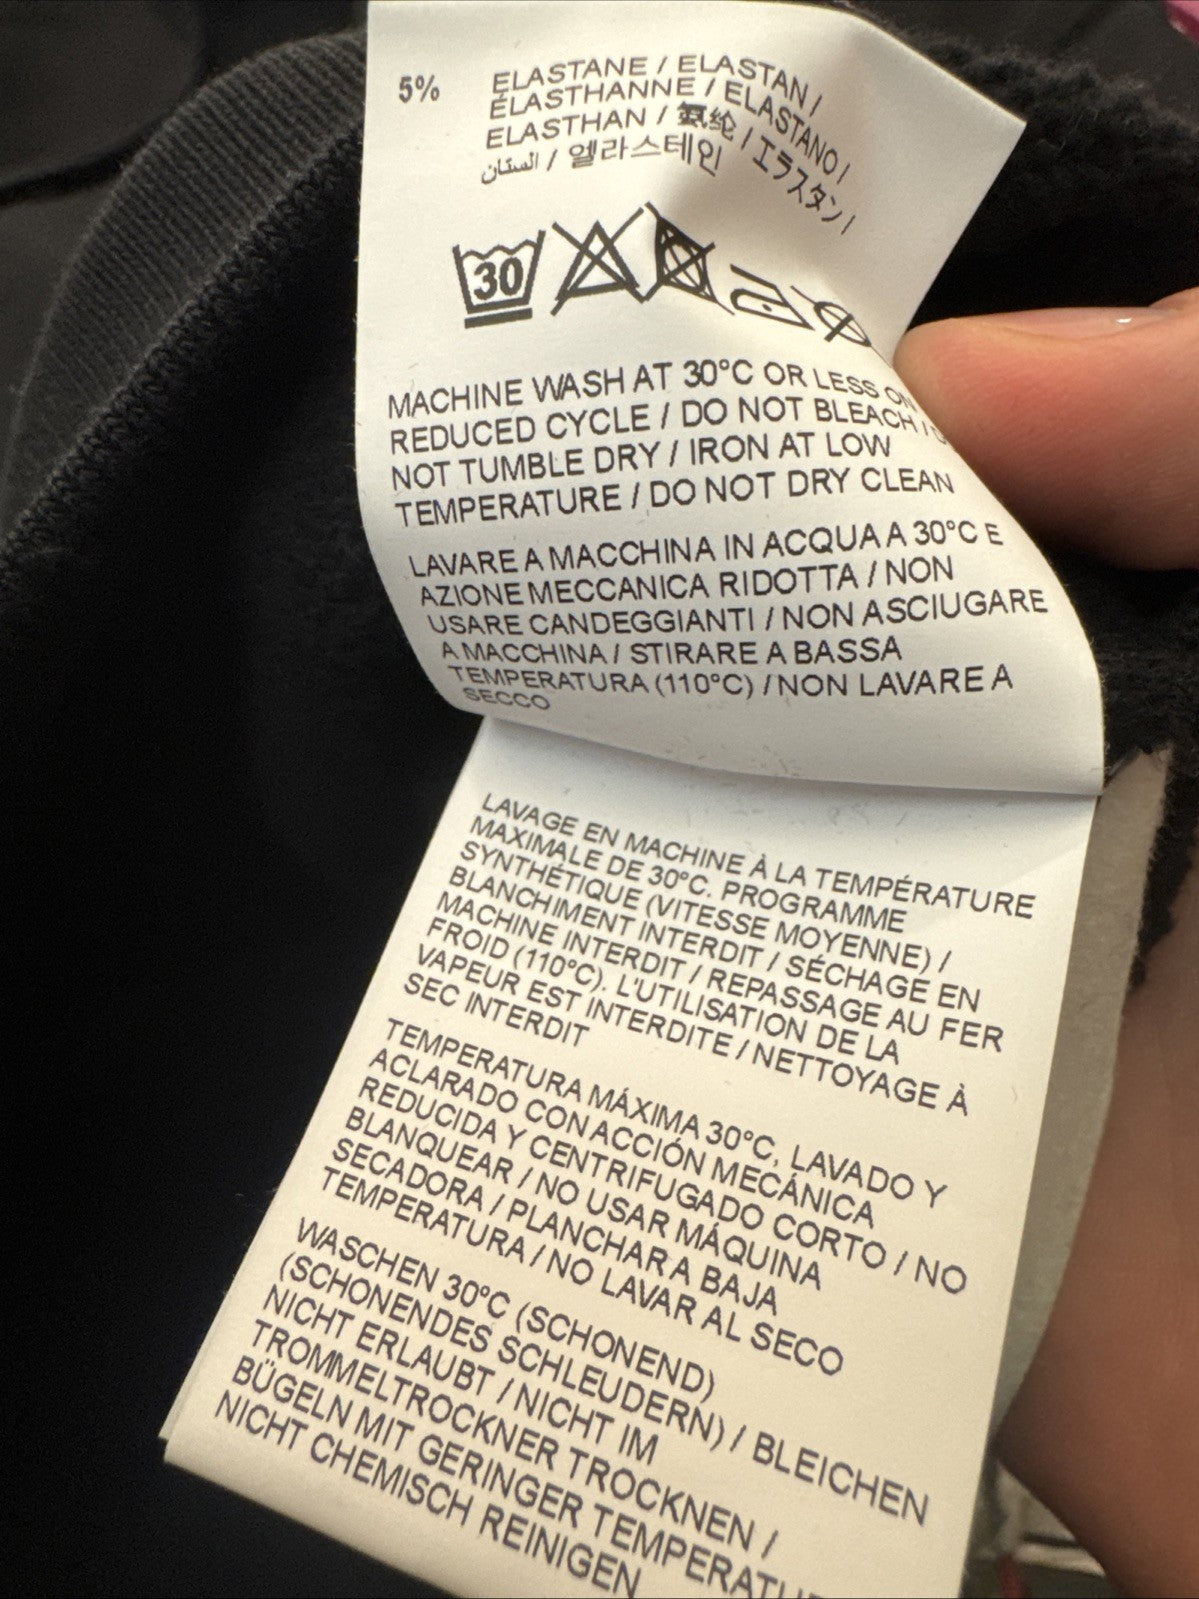 5% ELASTANE / ELASTAN /
ÉLASTHANNE / ELASTANO /
ELASTHAN / 氨纶 / エラスタン /
الستان / 엘라스테인
30
MACHINE WASH AT 30°C OR LESS ON
REDUCED CYCLE / DO NOT BLEACH /
NOT TUMBLE DRY / IRON AT LOW
TEMPERATURE / DO NOT DRY CLEAN
LAVARE A MACCHINA IN ACQUA A 30°C E
AZIONE MECCANICA RIDOTTA / NON
USARE CANDEGGIANTI / NON ASCIUGARE
A MACCHINA / STIRARE A BASSA
TEMPERATURA (110°C) / NON LAVARE A
SECCO
LAVAGE EN MACHINE À LA TEMPÉRATURE
MAXIMALE DE 30°C. PROGRAMME
SYNTHÉTIQUE (VITESSE MOYENNE) /
BLANCHIMENT INTERDIT / SÉCHAGE EN
MACHINE INTERDIT / REPASSAGE AU FER
FROID (110°C). L'UTILISATION DE LA
VAPEUR EST INTERDITE / NETTOYAGE À
SEC INTERDIT
TEMPERATURA MÁXIMA 30°C, LAVADO Y
ACLARADO CON ACCIÓN MECÁNICA
REDUCIDA Y CENTRIFUGADO CORTO / NO
BLANQUEAR / NO USAR MÁQUINA
SECADORA / PLANCHAR A BAJA
TEMPERATURA / NO LAVAR AL SECO
WASCHEN 30°C (SCHONEND)
(SCHONENDES SCHLEUDERN) / BLEICHEN
NICHT ERLAUBT / NICHT IM
TROMMELTROCKNER TROCKNEN /
BÜGELN MIT GERINGER
NICHT CHEMISCH REINIGEN